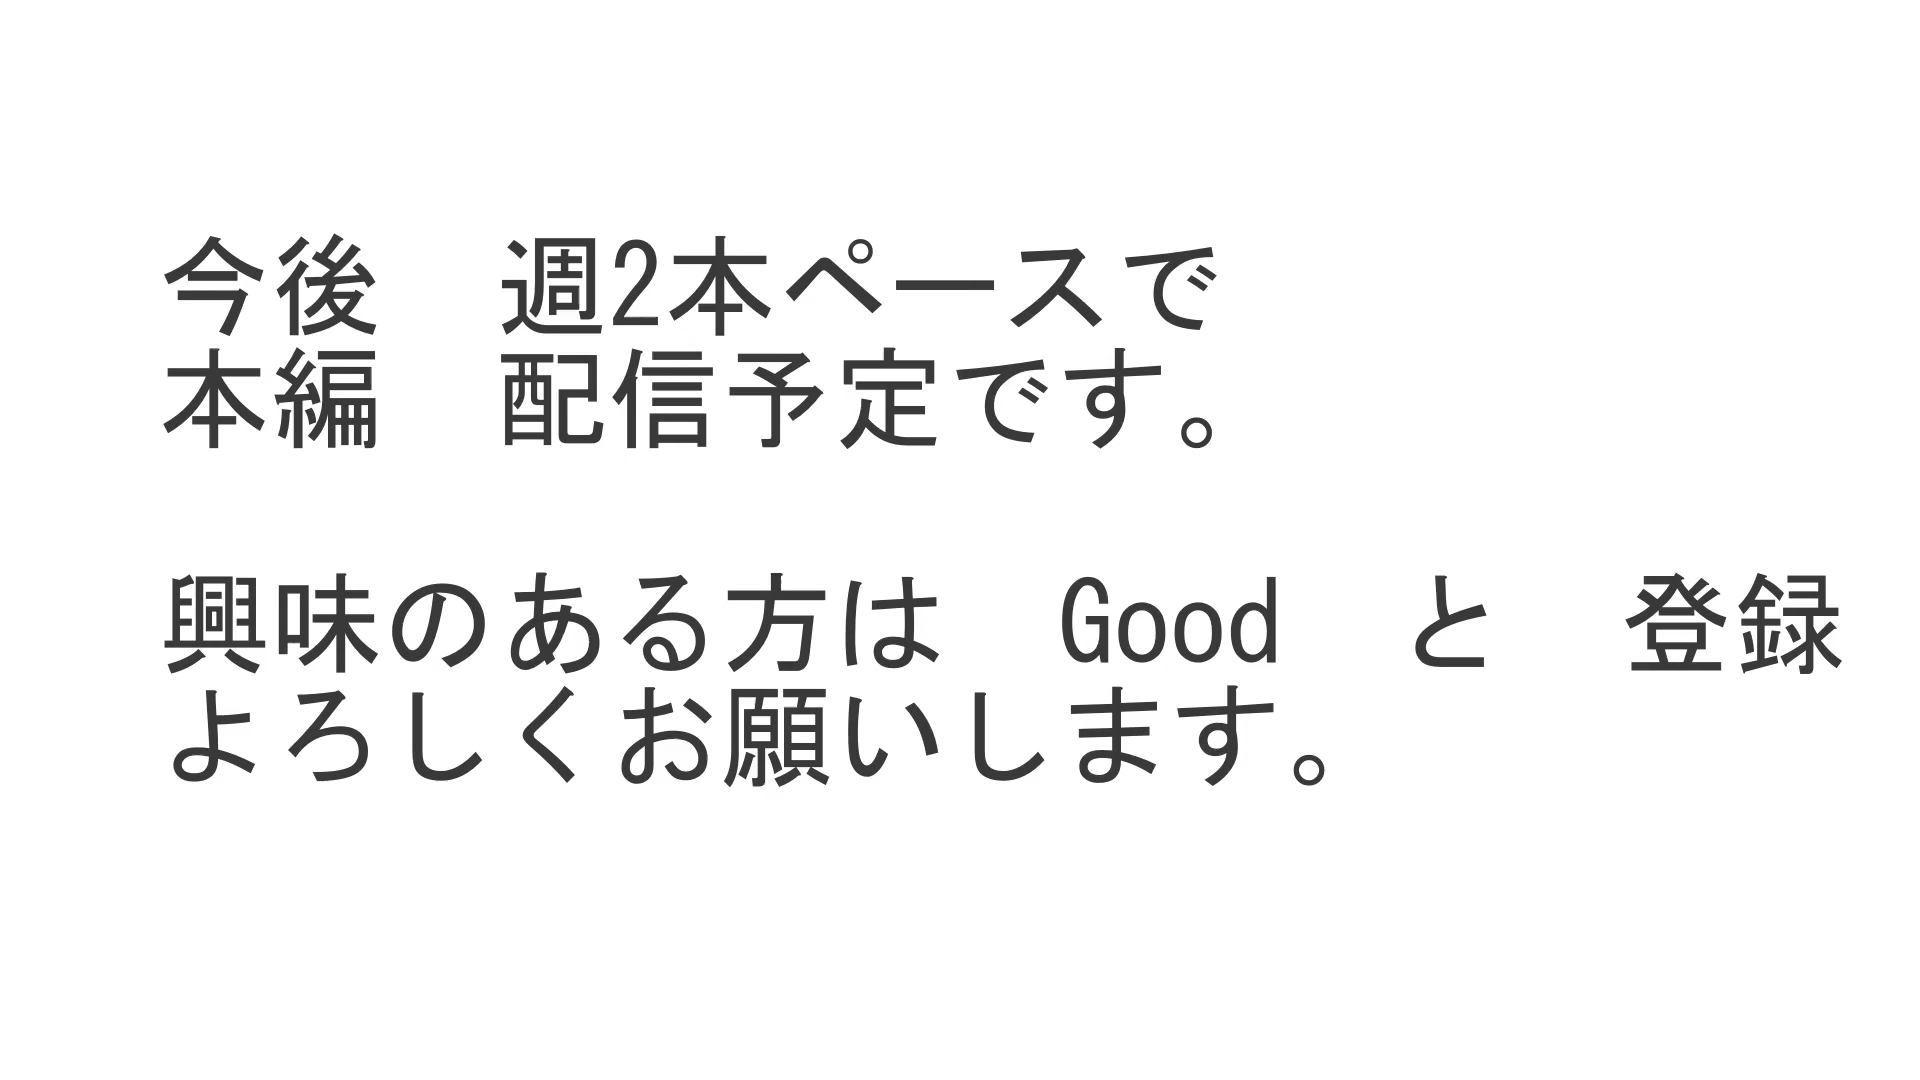 今後　週2本ペースで
本編　配信予定です。
興味のある方は　Good　と　登録
よろしくお願いします。